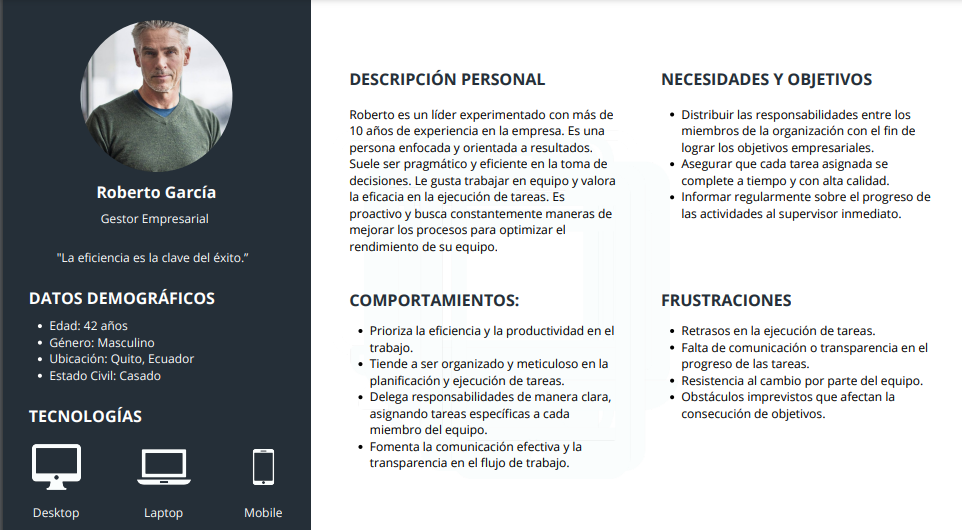 Roberto García
Gestor Empresarial
"La eficiencia es la clave del éxito.”
DATOS DEMOGRÁFICOS
• Edad: 42 años
• Género: Masculino
• Ubicación: Quito, Ecuador
• Estado Civil: Casado
TECNOLOGÍAS
Desktop
Laptop
Mobile
DESCRIPCIÓN PERSONAL
Roberto es un líder experimentado con más de
10 años de experiencia en la empresa. Es una
persona enfocada y orientada a resultados.
Suele ser pragmático y eficiente en la toma de
decisiones. Le gusta trabajar en equipo y valora
la eficacia en la ejecución de tareas. Es
proactivo y busca constantemente maneras de
mejorar los procesos para optimizar el
rendimiento de su equipo.
NECESIDADES Y OBJETIVOS
• Distribuir las responsabilidades entre los
miembros de la organización con el fin de
lograr los objetivos empresariales.
• Asegurar que cada tarea asignada se
complete a tiempo y con alta calidad.
• Informar regularmente sobre el progreso de
las actividades al supervisor inmediato.
COMPORTAMIENTOS:
• Prioriza la eficiencia y la productividad en el
trabajo.
• Tiende a ser organizado y meticuloso en la
planificación y ejecución de tareas.
• Delega responsabilidades de manera clara,
asignando tareas específicas a cada
miembro del equipo.
• Fomenta la comunicación efectiva y la
transparencia en el flujo de trabajo.
FRUSTRACIONES
• Retrasos en la ejecución de tareas.
• Falta de comunicación o transparencia en el
progreso de las tareas.
• Resistencia al cambio por parte del equipo.
• Obstáculos imprevistos que afectan la
consecución de objetivos.